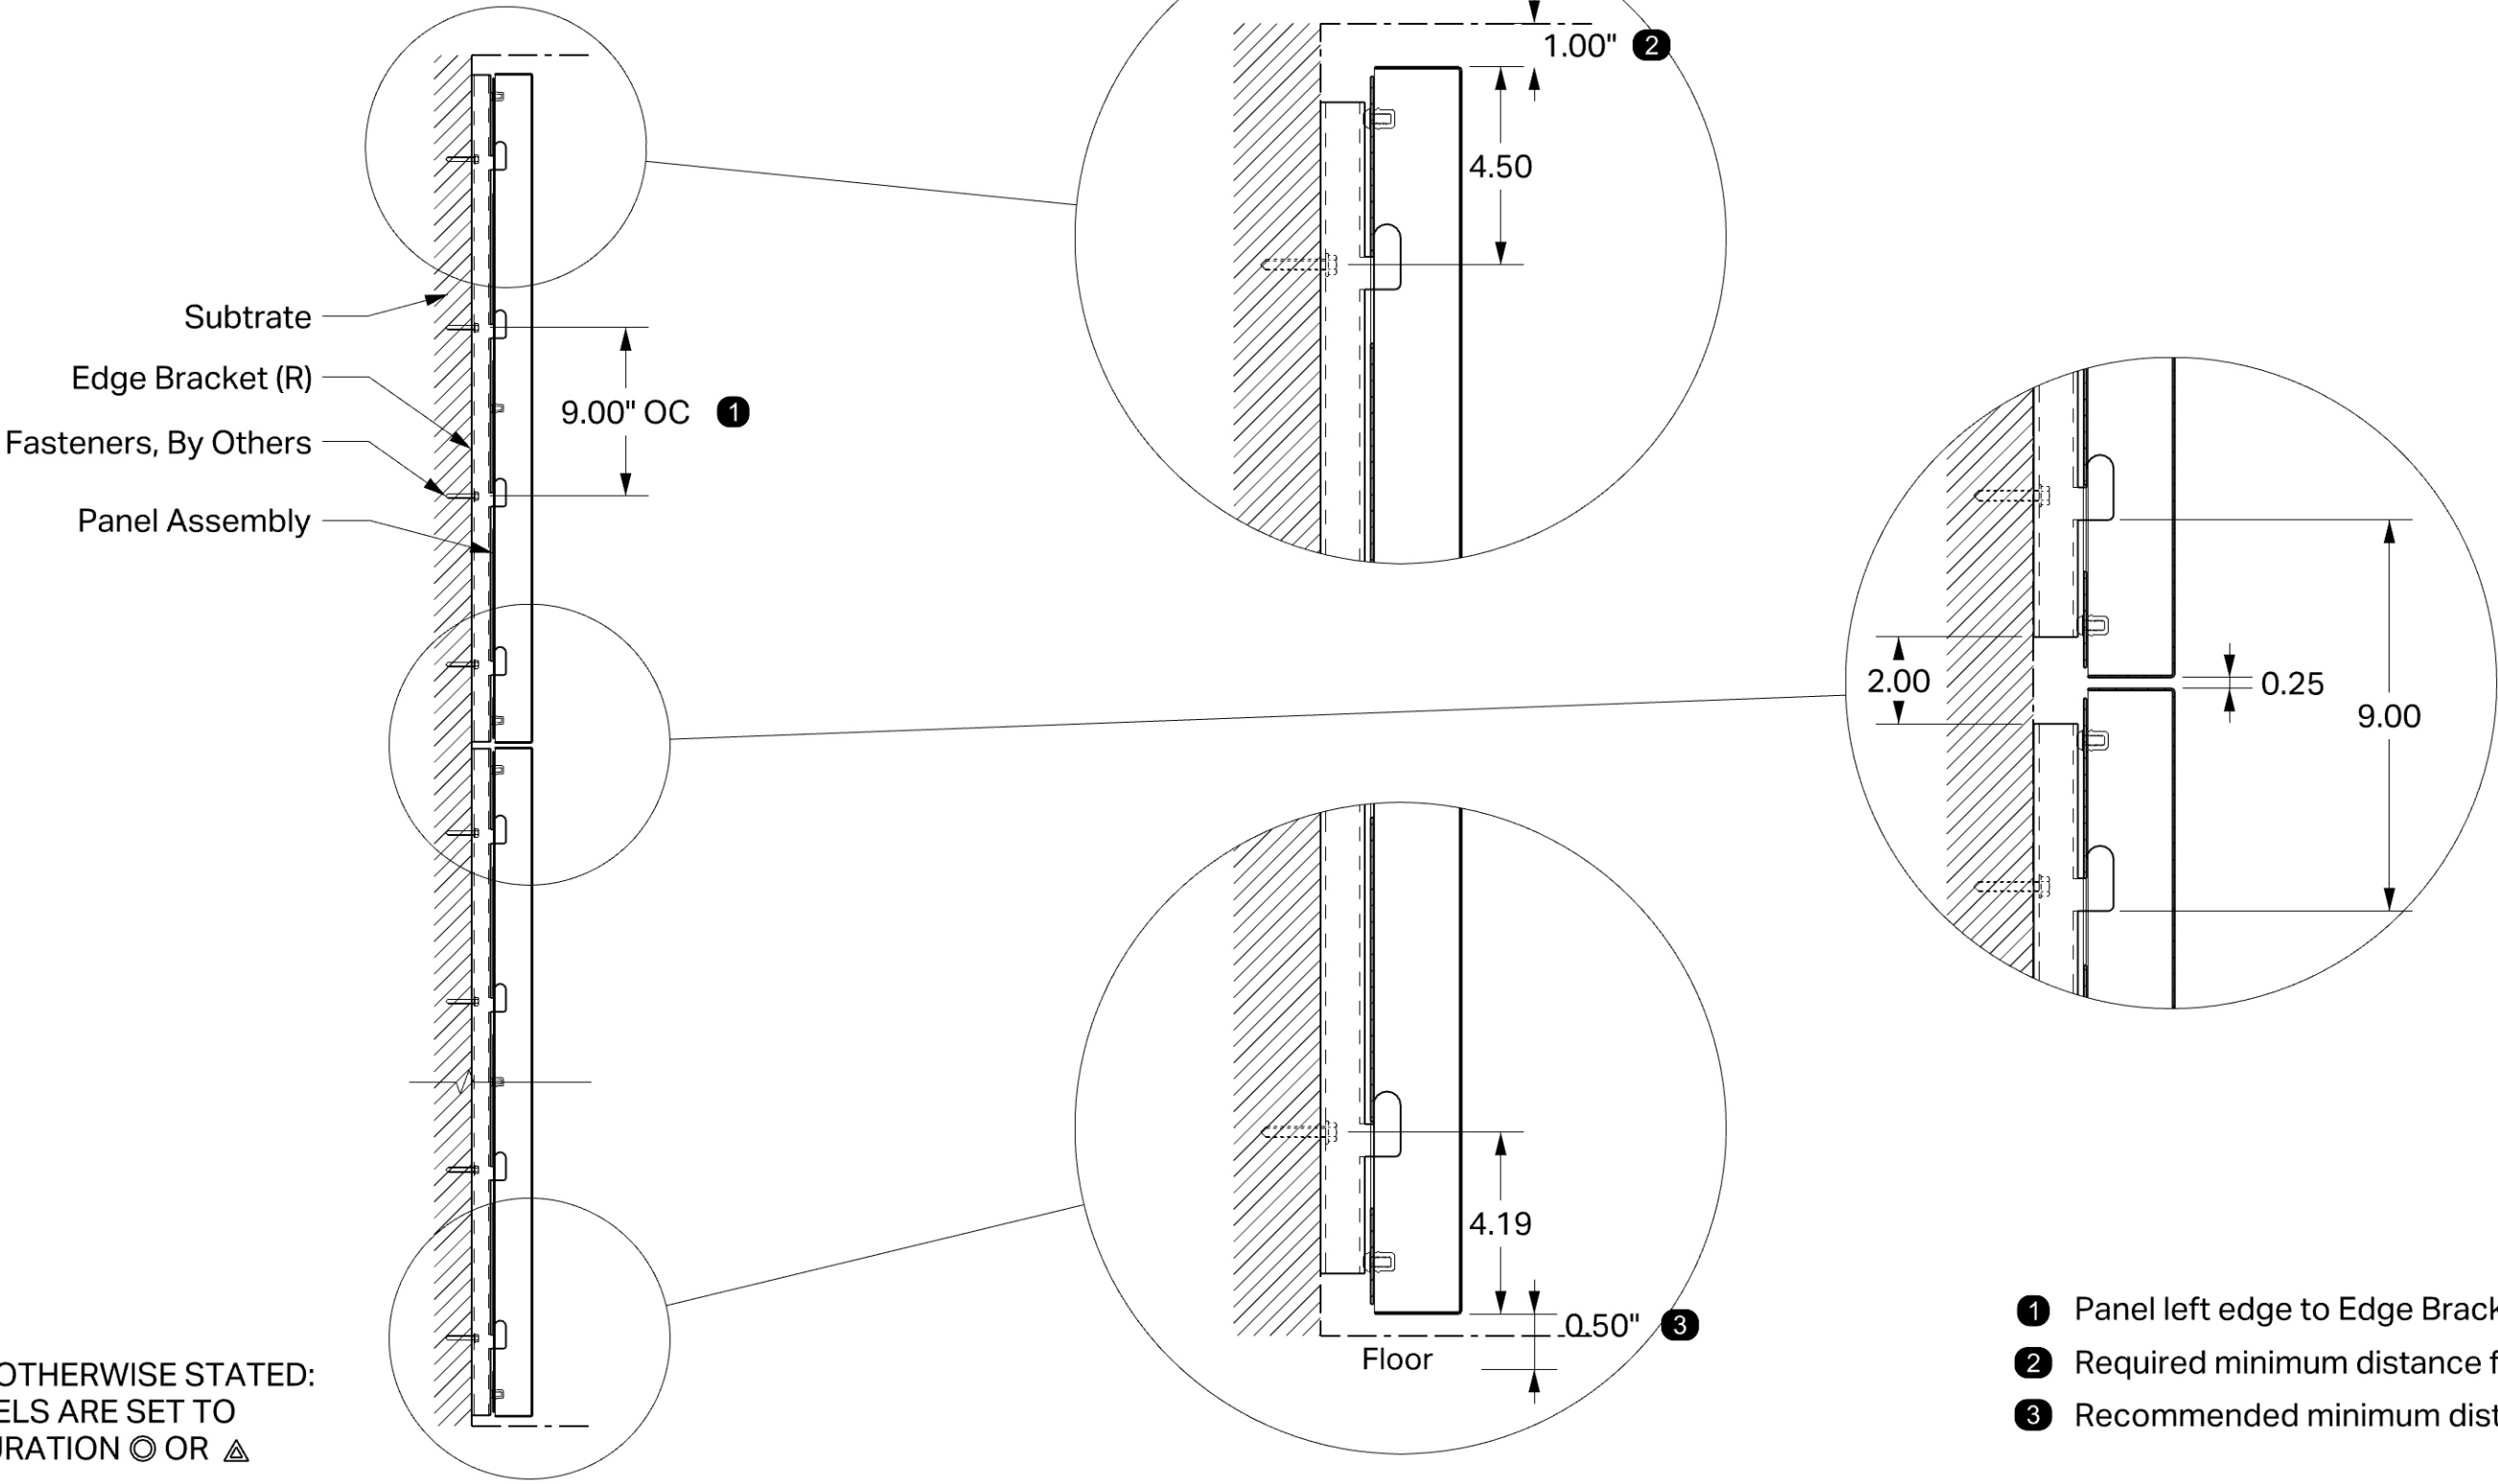 1.00" 2
4.50
Subtrate
Edge Bracket (R)
9.00" OC 1
Fasteners, By Others
Panel Assembly
2.00
0.25
9.00
4.19
0.50" 3
Floor
1 Panel left edge to Edge Brack
2 Required minimum distance f
3 Recommended minimum dist
OTHERWISE STATED:
ELS ARE SET TO
URATION ◎ OR